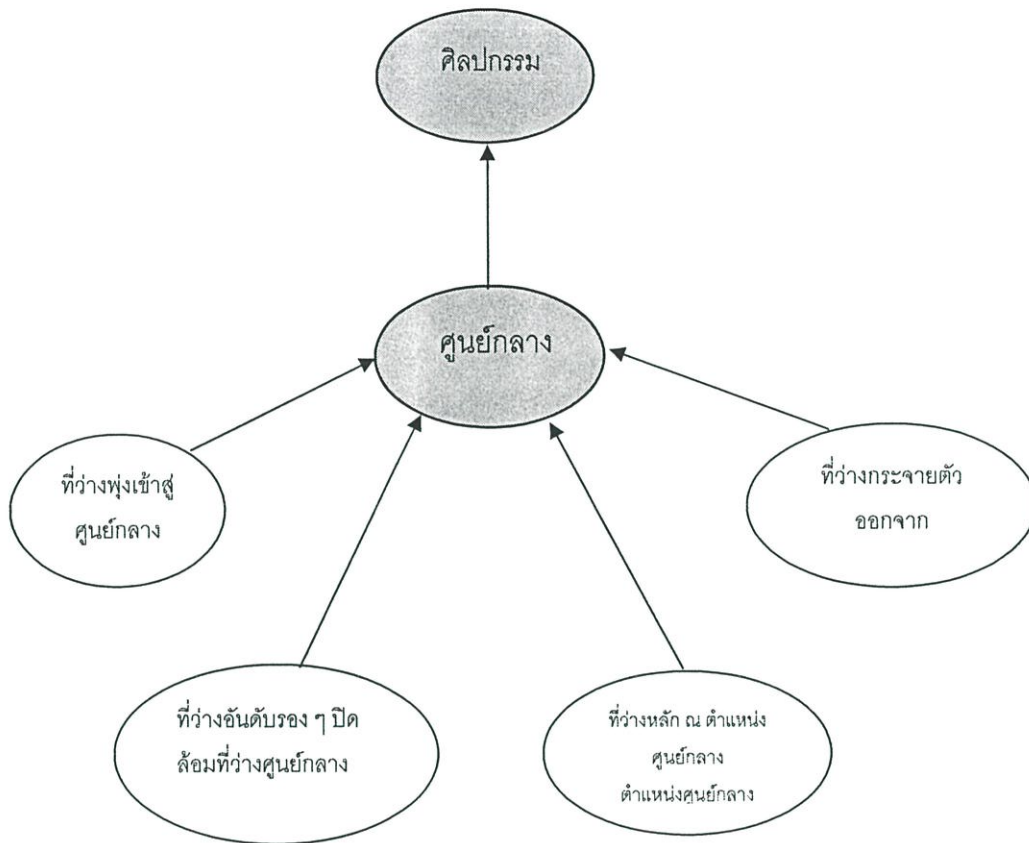 ศิลปกรรม
ศูนย์กลาง
ที่ว่างพุ่งเข้าสู่
ศูนย์กลาง
ที่ว่างกระจายตัว
ออกจาก
ที่ว่างอันดับรอง ๆ ปิด
ล้อมที่ว่างศูนย์กลาง
ที่ว่างหลัก ณ ตำแหน่ง
ศูนย์กลาง
ตำแหน่งศูนย์กลาง